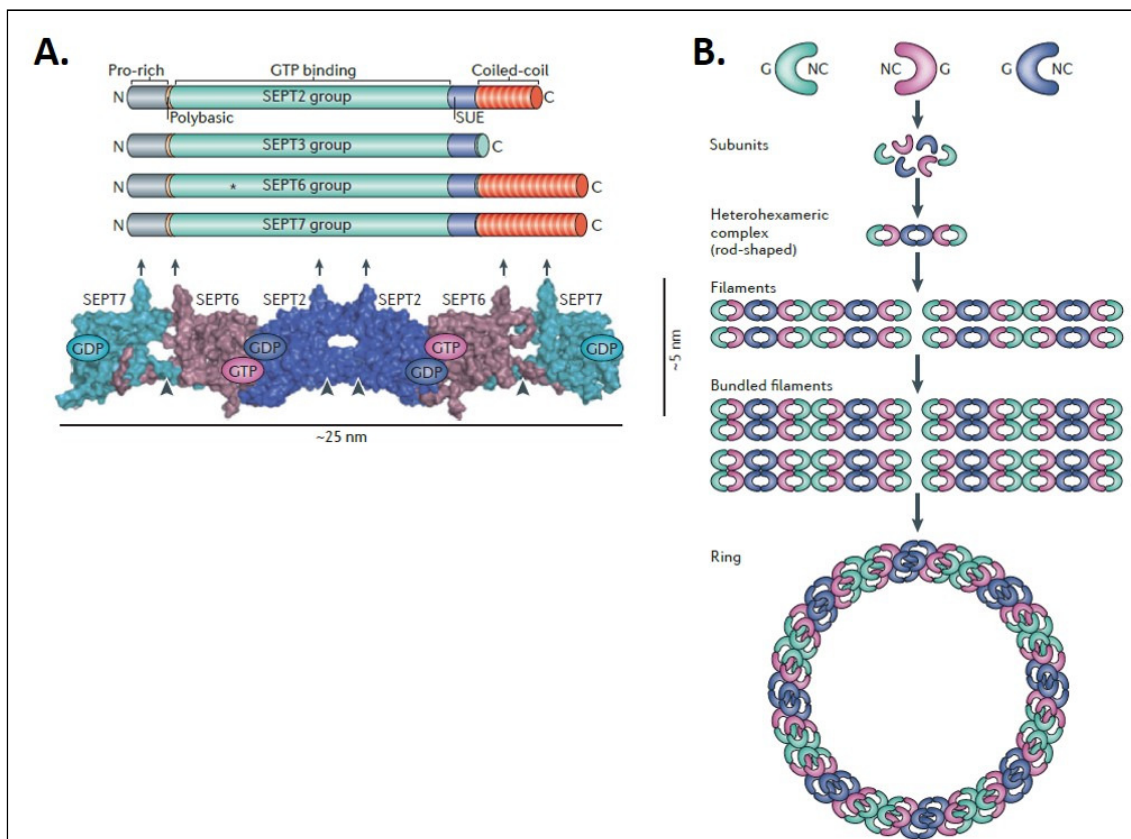 A.
Pro-rich
GTP binding
Coiled-coil
N
SEPT2 group
C
Polybasic
SUE
N
SEPT3 group
C
N
*
SEPT6 group
C
N
SEPT7 group
C
SEPT7
SEPT6
SEPT2
SEPT2
SEPT6
SEPT7
GDP
GDP
GTP
GTP
GDP
GDP
~5 nm
~25 nm
B.
G
NC
NC
G
G
NC
Subunits
Heterohexameric
complex
(rod-shaped)
Filaments
Bundled filaments
Ring